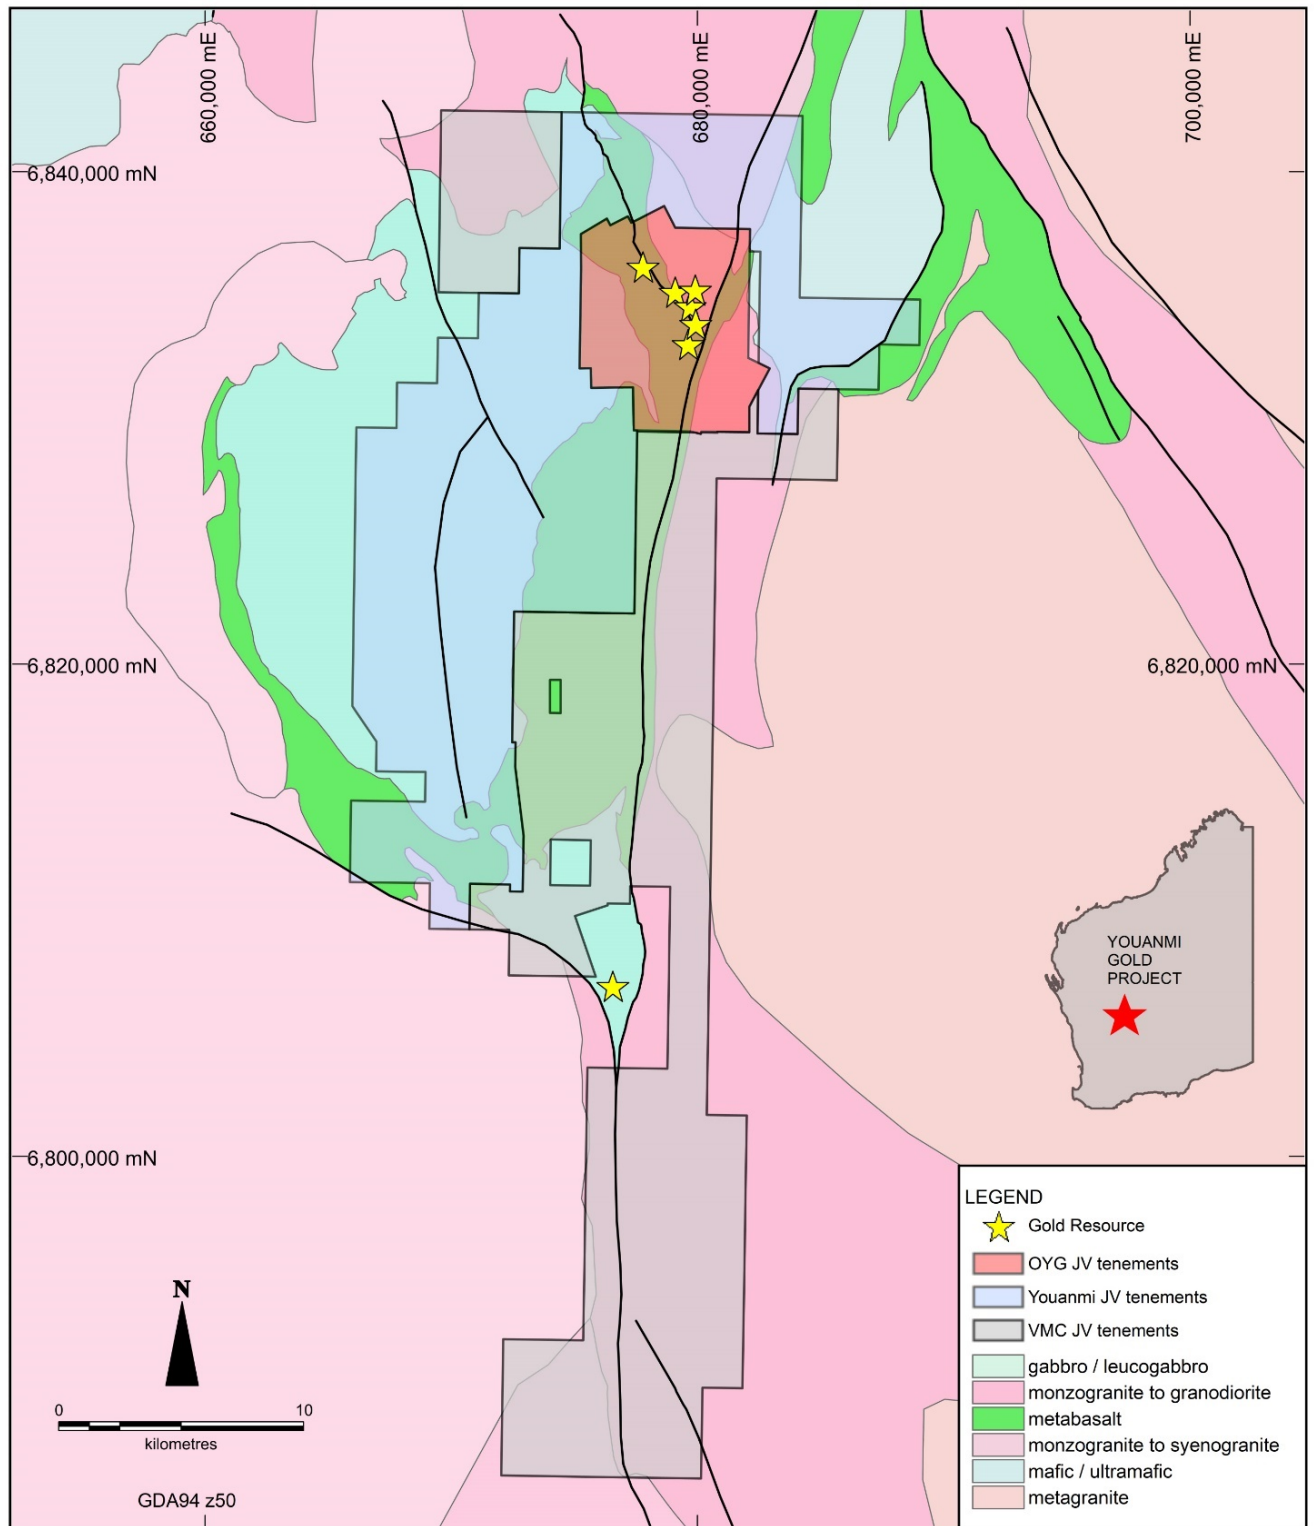 660,000 mE
680,000 mE
700,000 mE
6,840,000 mN
6,820,000 mN
6,820,000 mN
YOUANMI
GOLD
PROJECT
6,800,000 mN
LEGEND
Gold Resource
OYG JV tenements
Youanmi JV tenements
VMC JV tenements
gabbro / leucogabbro
monzogranite to granodiorite
metabasalt
monzogranite to syenogranite
mafic / ultramafic
metagranite
N
0 10
kilometres
GDA94 z50